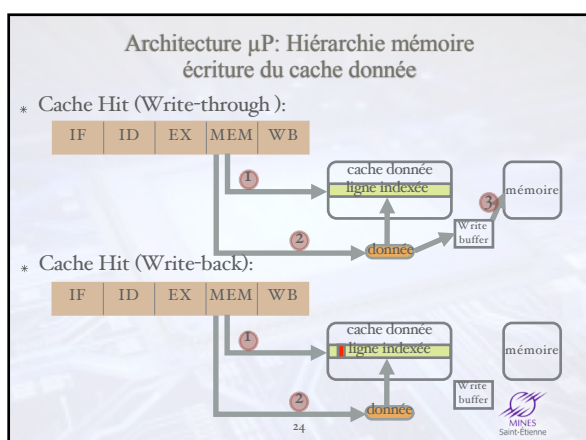 Architecture µP: Hiérarchie mémoire
écriture du cache donnée
* Cache Hit (Write-through ):
IF ID EX MEM WB
1
cache donnée
ligne indexée
mémoire
3
Write
buffer
2
donnée
* Cache Hit (Write-back):
IF ID EX MEM WB
1
cache donnée
ligne indexée
mémoire
Write
buffer
2
donnée
24
MINES
Saint-Étienne